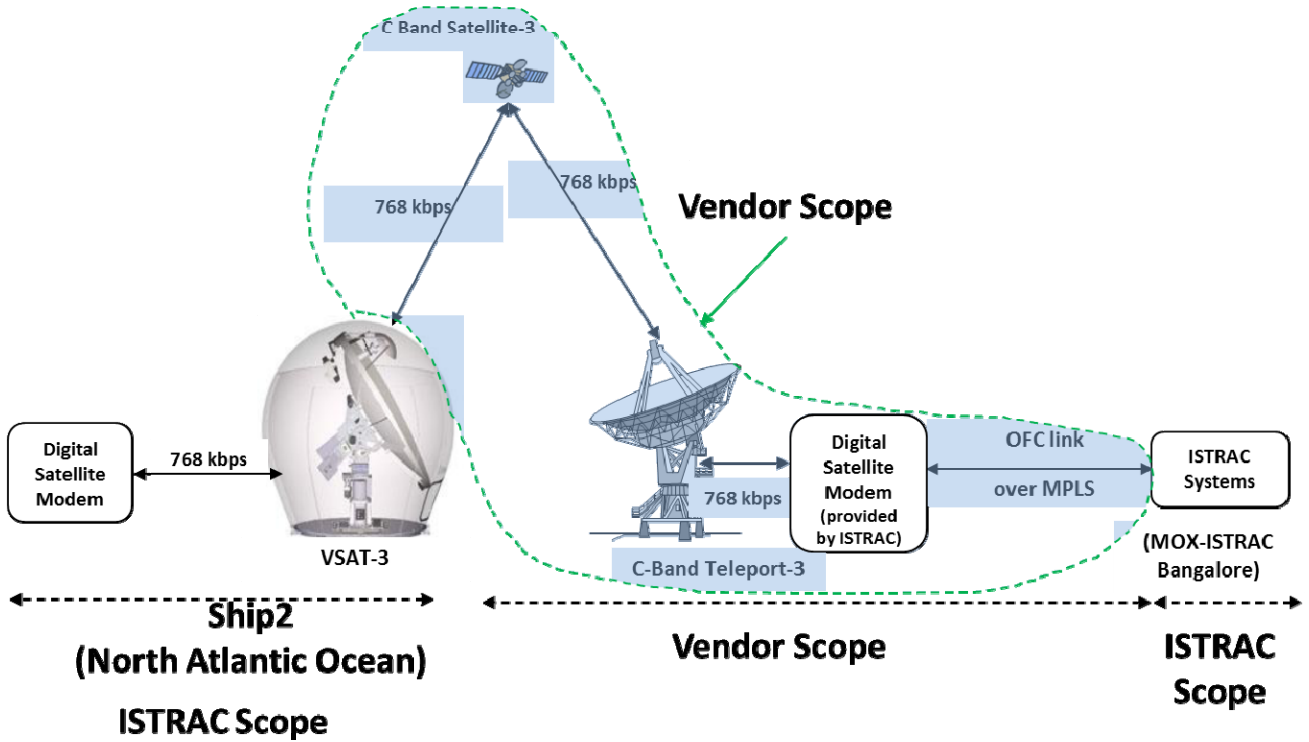 C Band Satellite-3
768 kbps
768 kbps
Vendor Scope
Digital
Satellite
Modem
768 kbps
VSAT-3
768 kbps
C-Band Teleport-3
Digital
Satellite
Modem
(provided
by ISTRAC)
OFC link
over MPLS
ISTRAC
Systems
(MOX-ISTRAC
Bangalore)
Ship2
(North Atlantic Ocean)
ISTRAC Scope
Vendor Scope
ISTRAC
Scope